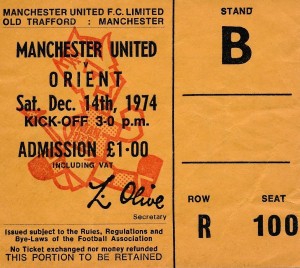 MANCHESTER UNITED F.C. LIMITED
OLD TRAFFORD : MANCHESTER
MANCHESTER UNITED
v
ORIENT
Sat. Dec. 14th, 1974
KICK-OFF 3-0 p.m.
ADMISSION £1·00
INCLUDING VAT
L. Olive
Secretary
Issued subject to the Rules, Regulations and
Bye-Laws of the Football Association
No Ticket exchanged nor money refunded
THIS PORTION TO BE RETAINED
STAND
B
ROW SEAT
R 100